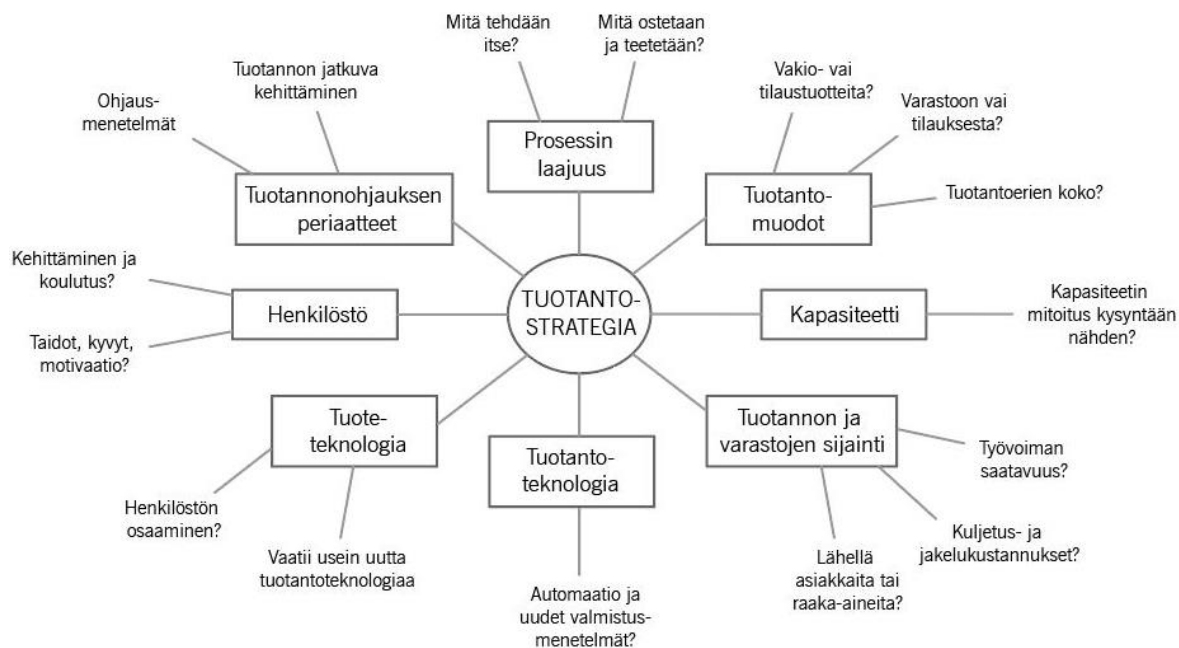 Mitä tehdään
itse?
Mitä ostetaan
ja teetetään?
Tuotannon jatkuva
kehittäminen
Ohjaus-
menetelmät
Vakio- vai
tilaustuotteita?
Varastoon vai
tilauksesta?
Prosessin
laajuus
Tuotannonohjauksen
periaatteet
Tuotanto-
muodot
Tuotantoerien koko?
Kehittäminen ja
koulutus?
Henkilöstö
Taidot, kyvyt,
motivaatio?
TUOTANTO-
STRATEGIA
Kapasiteetti
Kapasiteetin
mitoitus kysyntään
nähden?
Tuote-
teknologia
Tuotanto-
teknologia
Tuotannon ja
varastojen sijainti
Työvoiman
saatavuus?
Henkilöstön
osaaminen?
Vaatii usein uutta
tuotantoteknologiaa
Automaatio ja
uudet valmistus-
menetelmät?
Lähellä
asiakkaita tai
raaka-aineita?
Kuljetus- ja
jakelukustannukset?